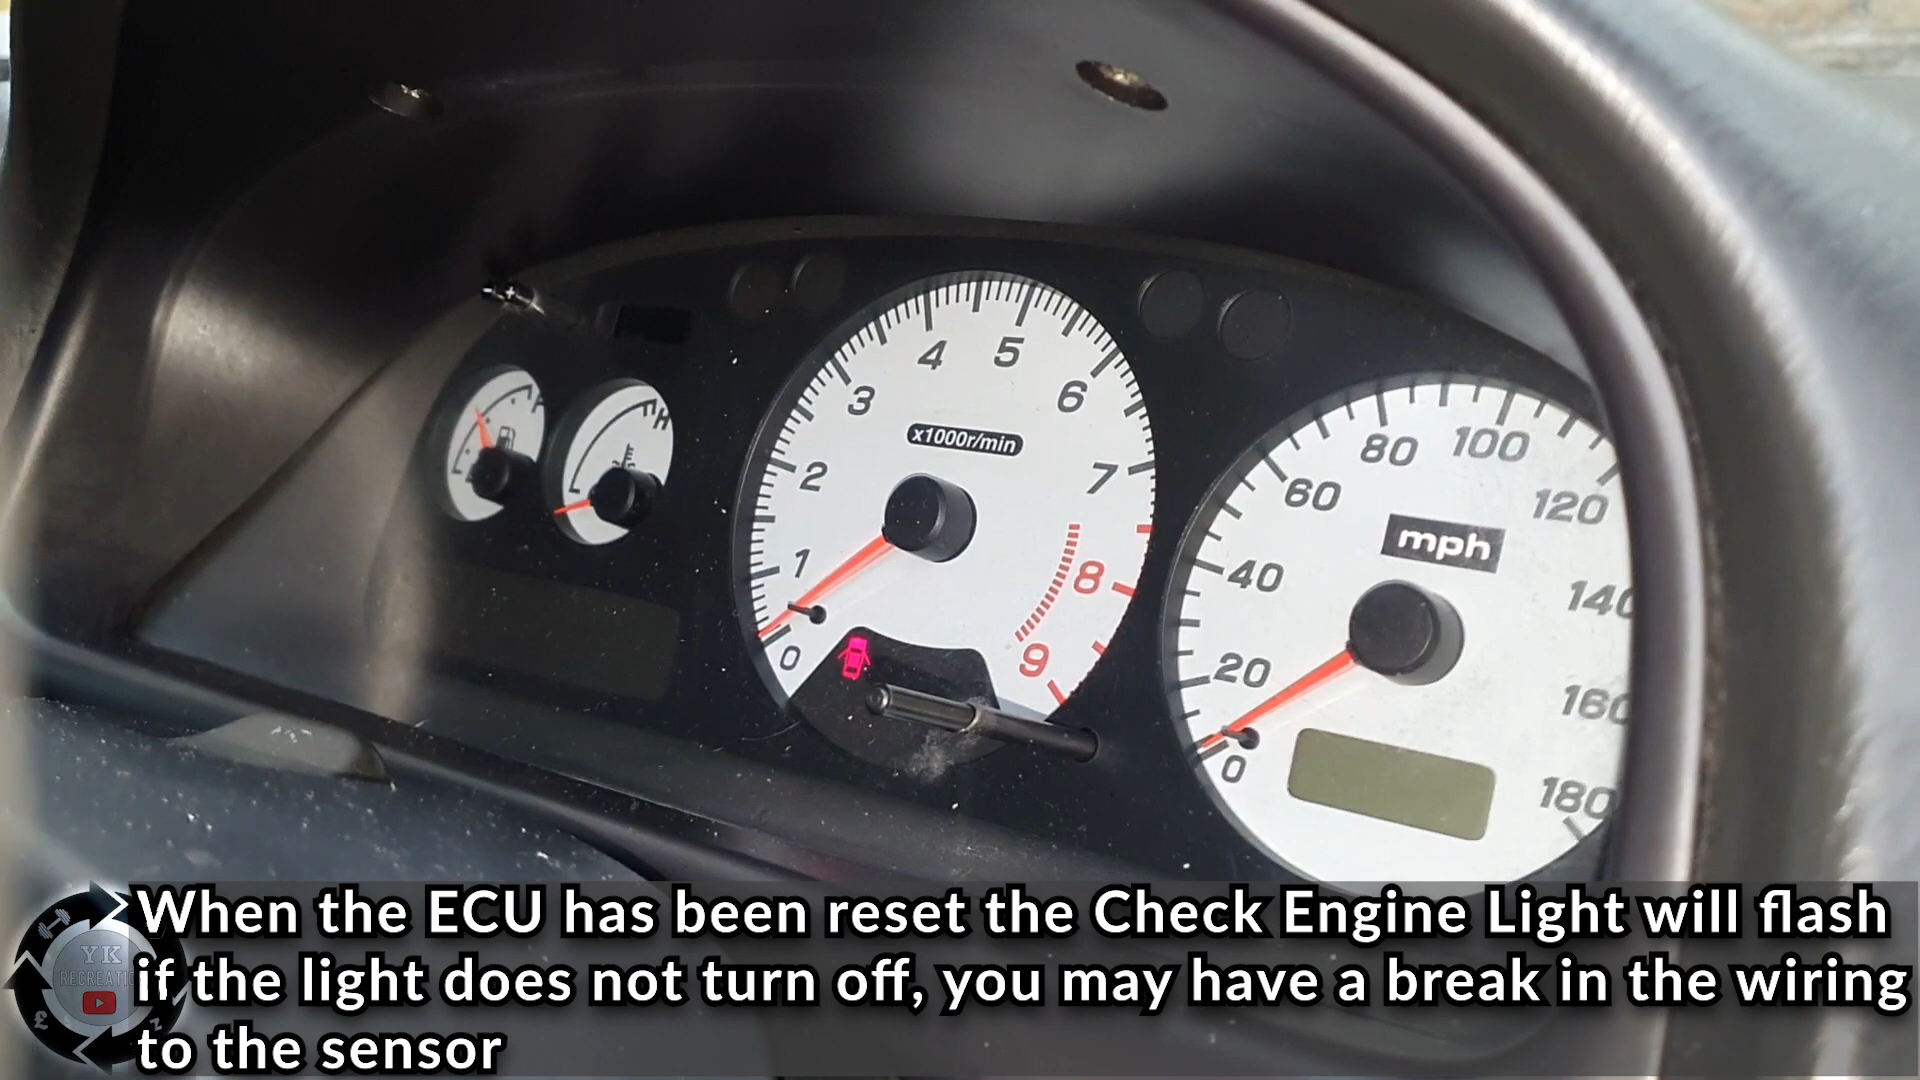 F
H
x1000r/min
0
1
2
3
4
5
6
7
8
9
mph
0
20
40
60
80
100
120
140
160
180
YK
When the ECU has been reset the Check Engine Light will flash
if the light does not turn off, you may have a break in the wiring
to the sensor
£